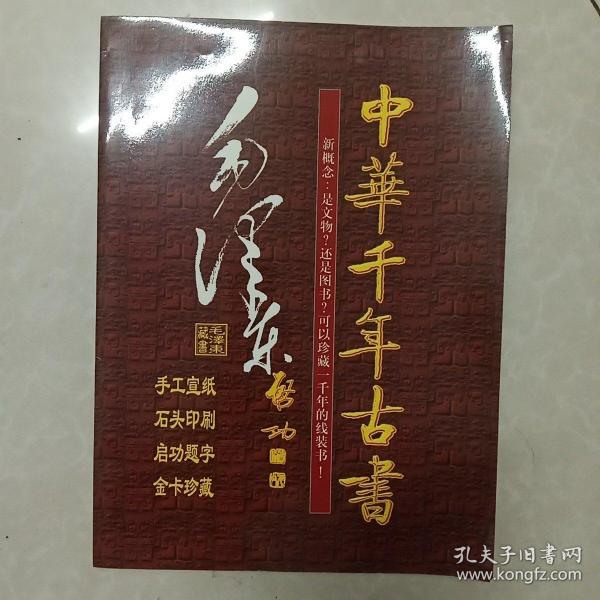 中華千年古書
新概念：是文物？还是图书？可以珍藏一千年的线装书！
毛澤东
毛澤東
藏書
启功
手工宣纸
石头印刷
启功题字
金卡珍藏
孔夫子旧書网
www.kongfz.com